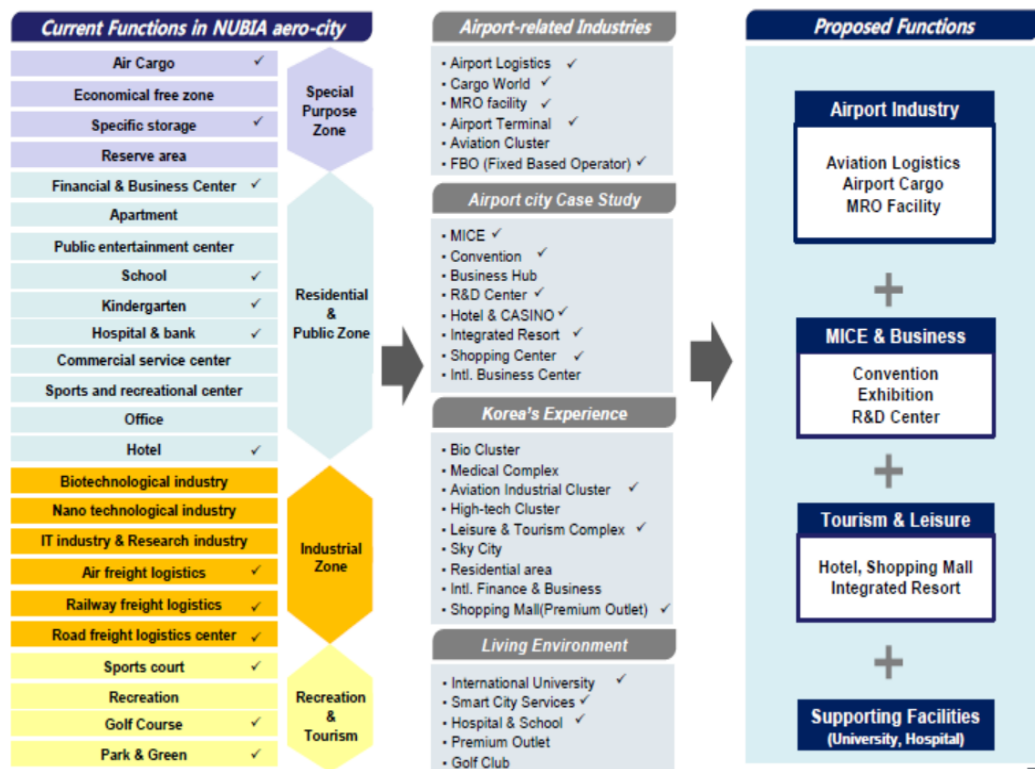 Current Functions in NUBIA aero-city
Air Cargo ✓
Economical free zone
Specific storage ✓
Reserve area
Special
Purpose
Zone
Financial & Business Center ✓
Apartment
Public entertainment center
School ✓
Kindergarten ✓
Hospital & bank ✓
Commercial service center
Sports and recreational center
Office
Hotel ✓
Residential
&
Public Zone
Biotechnological industry
Nano technological industry
IT industry & Research industry
Air freight logistics ✓
Railway freight logistics ✓
Road freight logistics center ✓
Industrial
Zone
Sports court ✓
Recreation
Golf Course ✓
Park & Green ✓
Recreation
&
Tourism
Airport-related Industries
• Airport Logistics ✓
• Cargo World ✓
• MRO facility ✓
• Airport Terminal ✓
• Aviation Cluster
• FBO (Fixed Based Operator) ✓
Airport city Case Study
• MICE ✓
• Convention ✓
• Business Hub
• R&D Center ✓
• Hotel & CASINO ✓
• Integrated Resort ✓
• Shopping Center ✓
• Intl. Business Center
Korea's Experience
• Bio Cluster
• Medical Complex
• Aviation Industrial Cluster ✓
• High-tech Cluster
• Leisure & Tourism Complex ✓
• Sky City
• Residential area
• Intl. Finance & Business
• Shopping Mall(Premium Outlet) ✓
Living Environment
• International University ✓
• Smart City Services ✓
• Hospital & School ✓
• Premium Outlet
• Golf Club
Proposed Functions
Airport Industry
Aviation Logistics
Airport Cargo
MRO Facility
+
MICE & Business
Convention
Exhibition
R&D Center
+
Tourism & Leisure
Hotel, Shopping Mall
Integrated Resort
+
Supporting Facilities
(University, Hospital)